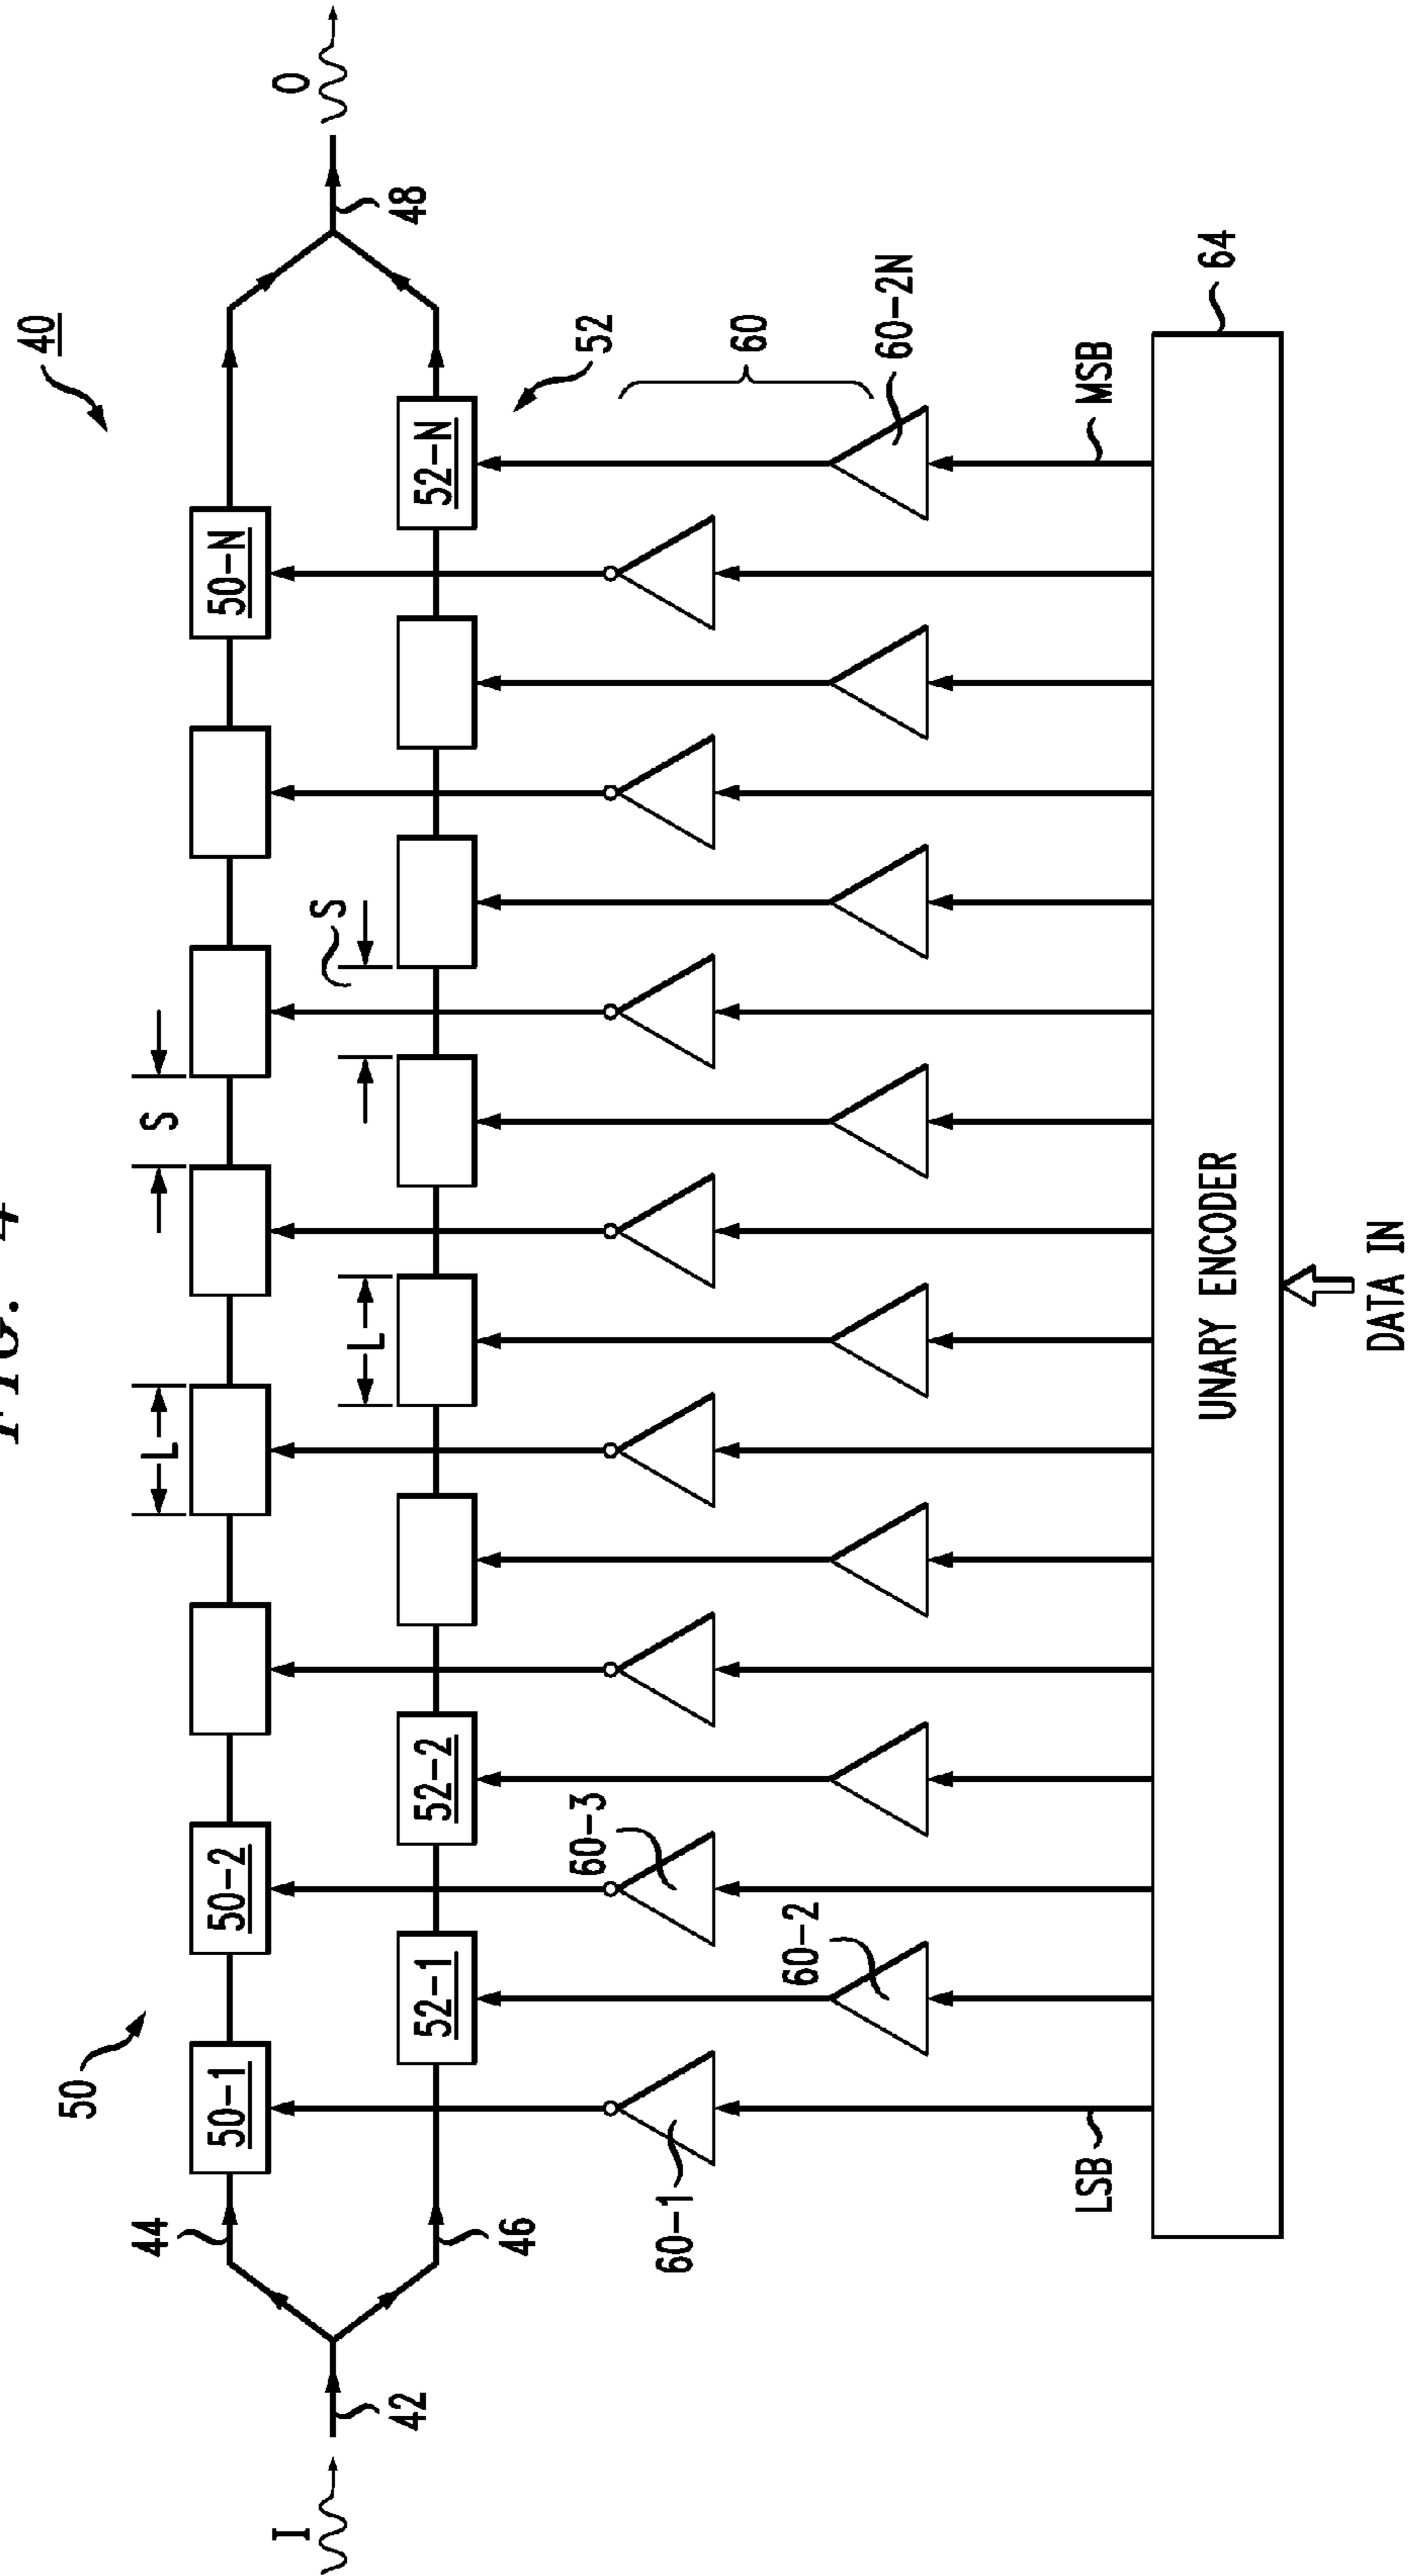 FIG. 4
40
I
O
42
44
46
48
50
50-1
50-2
50-N
L
S
52
52-1
52-2
52-N
L
S
60
60-1
60-2
60-3
60-2N
LSB
MSB
UNARY ENCODER
64
DATA IN